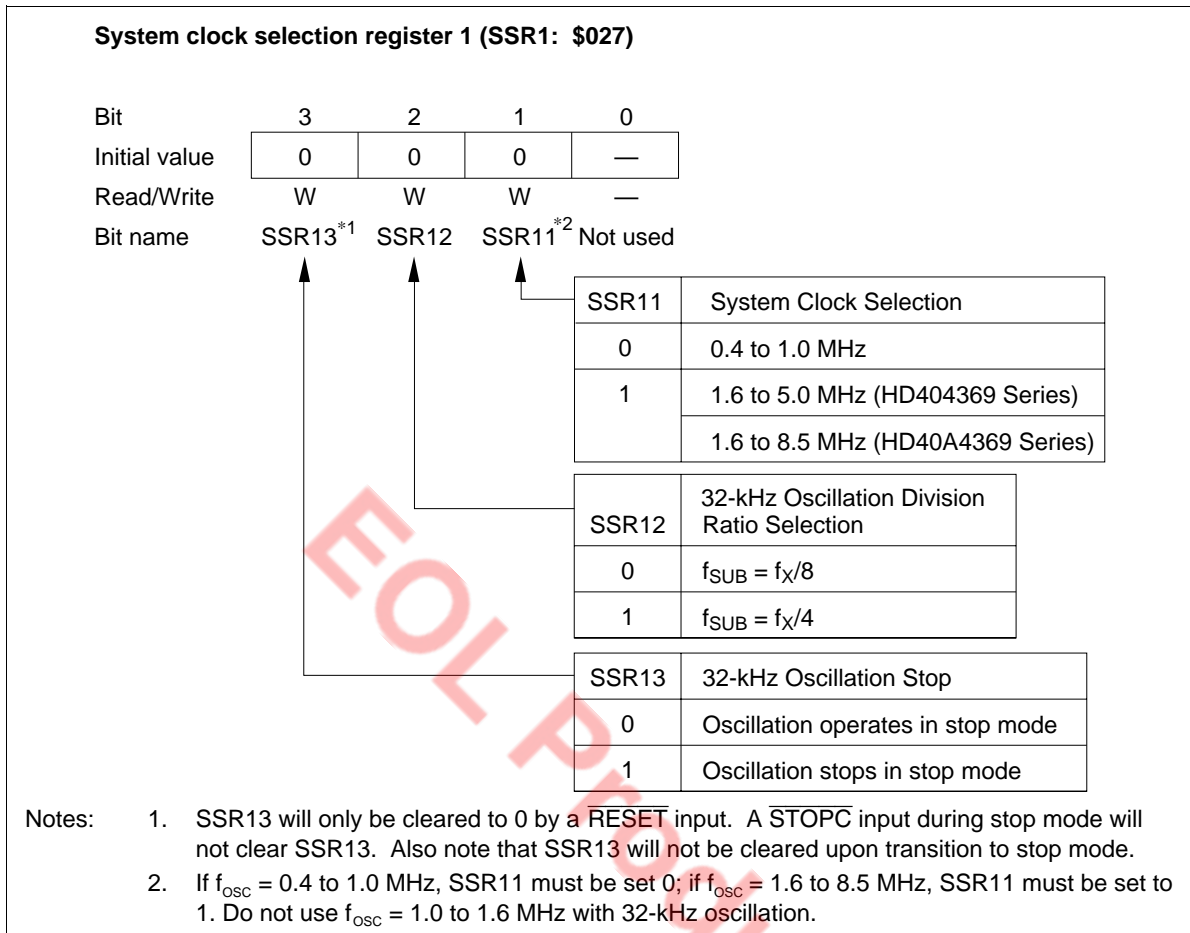 System clock selection register 1 (SSR1: $027)
Bit 3 2 1 0
Initial value 0 0 0 —
Read/Write W W W —
Bit name SSR13*1 SSR12 SSR11*2 Not used
SSR11 System Clock Selection
0 0.4 to 1.0 MHz
1 1.6 to 5.0 MHz (HD404369 Series)
1.6 to 8.5 MHz (HD40A4369 Series)
SSR12 32-kHz Oscillation Division
Ratio Selection
0 fSUB = fX/8
1 fSUB = fX/4
SSR13 32-kHz Oscillation Stop
0 Oscillation operates in stop mode
1 Oscillation stops in stop mode
Notes: 1. SSR13 will only be cleared to 0 by a RESET input. A STOPC input during stop mode will
not clear SSR13. Also note that SSR13 will not be cleared upon transition to stop mode.
2. If fOSC = 0.4 to 1.0 MHz, SSR11 must be set 0; if fOSC = 1.6 to 8.5 MHz, SSR11 must be set to
1. Do not use fOSC = 1.0 to 1.6 MHz with 32-kHz oscillation.
EOL Prod